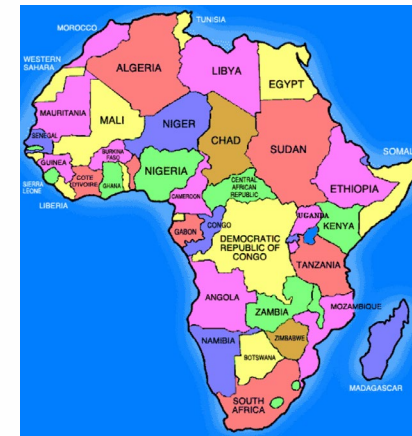 TUNISIA
MOROCCO
ALGERIA
LIBYA
EGYPT
WESTERN
SAHARA
MAURITANIA
MALI
NIGER
CHAD
SUDAN
SOMAL
SENEGAL
BURKINA
FASO
GUINEA
NIGERIA
SIERRA
LEONE
COTE
D'IVOIRE
GHANA
LIBERIA
CENTRAL
AFRICAN
REPUBLIC
ETHIOPIA
CAMEROON
UGANDA
KENYA
GABON
CONGO
DEMOCRATIC
REPUBLIC OF
CONGO
TANZANIA
ANGOLA
ZAMBIA
MOZAMBIQUE
NAMIBIA
ZIMBABWE
BOTSWANA
MADAGASCAR
SOUTH
AFRICA